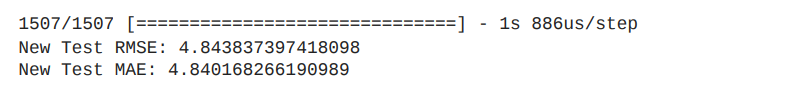 1507/1507 [==============================] - 1s 886us/step
New Test RMSE: 4.843837397418098
New Test MAE: 4.840168266190989